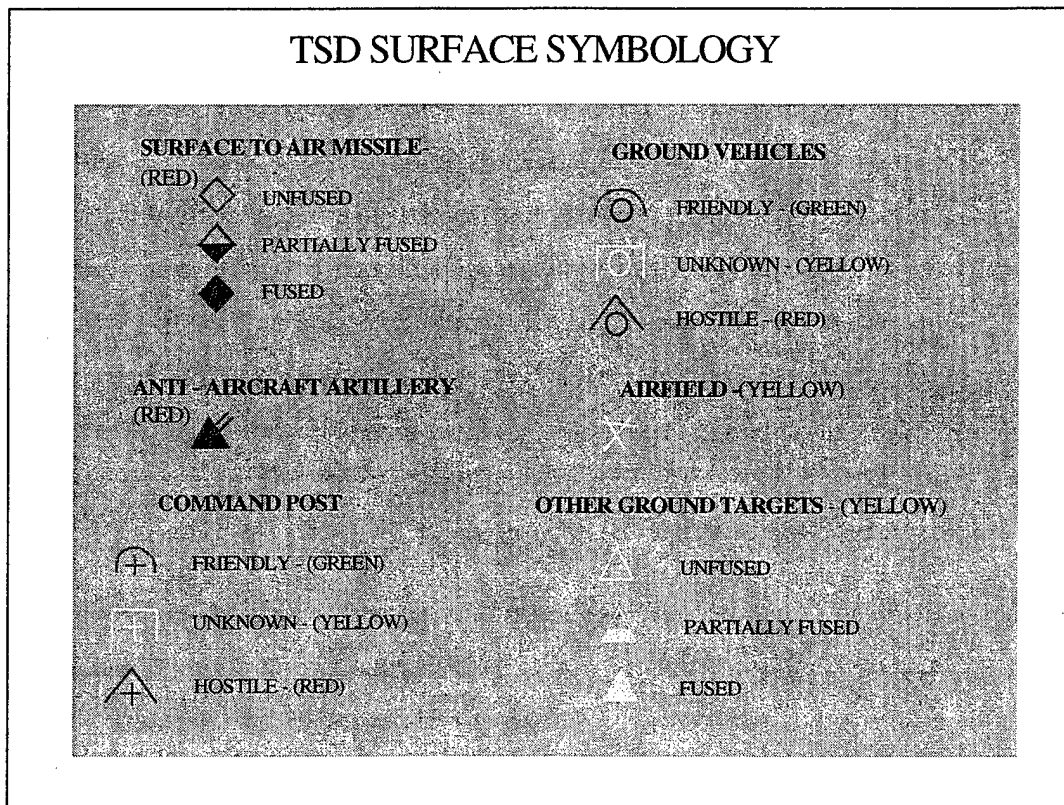 TSD SURFACE SYMBOLOGY
SURFACE TO AIR MISSILE-
(RED)
UNFUSED
PARTIALLY FUSED
FUSED
ANTI - AIRCRAFT ARTILLERY
(RED)
COMMAND POST
FRIENDLY - (GREEN)
UNKNOWN - (YELLOW)
HOSTILE - (RED)
GROUND VEHICLES
FRIENDLY - (GREEN)
UNKNOWN - (YELLOW)
HOSTILE - (RED)
AIRFIELD -(YELLOW)
OTHER GROUND TARGETS - (YELLOW)
UNFUSED
PARTIALLY FUSED
FUSED